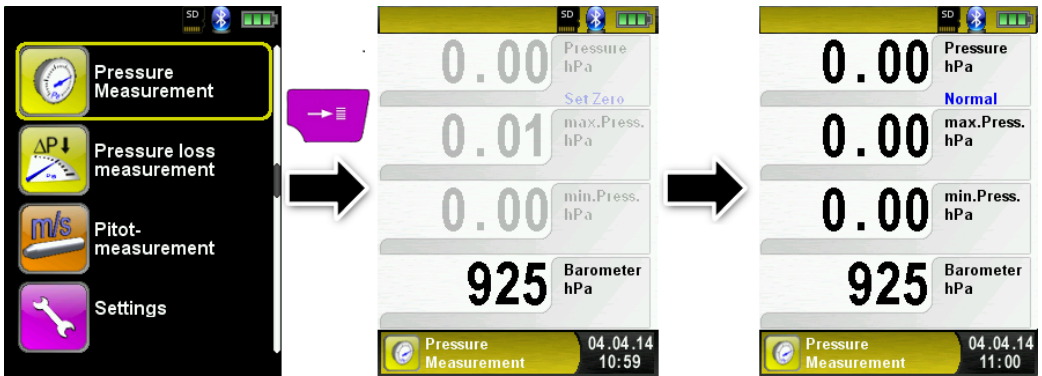 SD
Pressure
Measurement
ΔP
Pa
Pressure loss
measurement
m/s
Pitot-
measurement
Settings
SD
0.00 Pressure
hPa
Set Zero
0.01 max.Press.
hPa
0.00 min.Press.
hPa
925 Barometer
hPa
Pressure
Measurement
04.04.14
10:59
SD
0.00 Pressure
hPa
Normal
0.00 max.Press.
hPa
0.00 min.Press.
hPa
925 Barometer
hPa
Pressure
Measurement
04.04.14
11:00